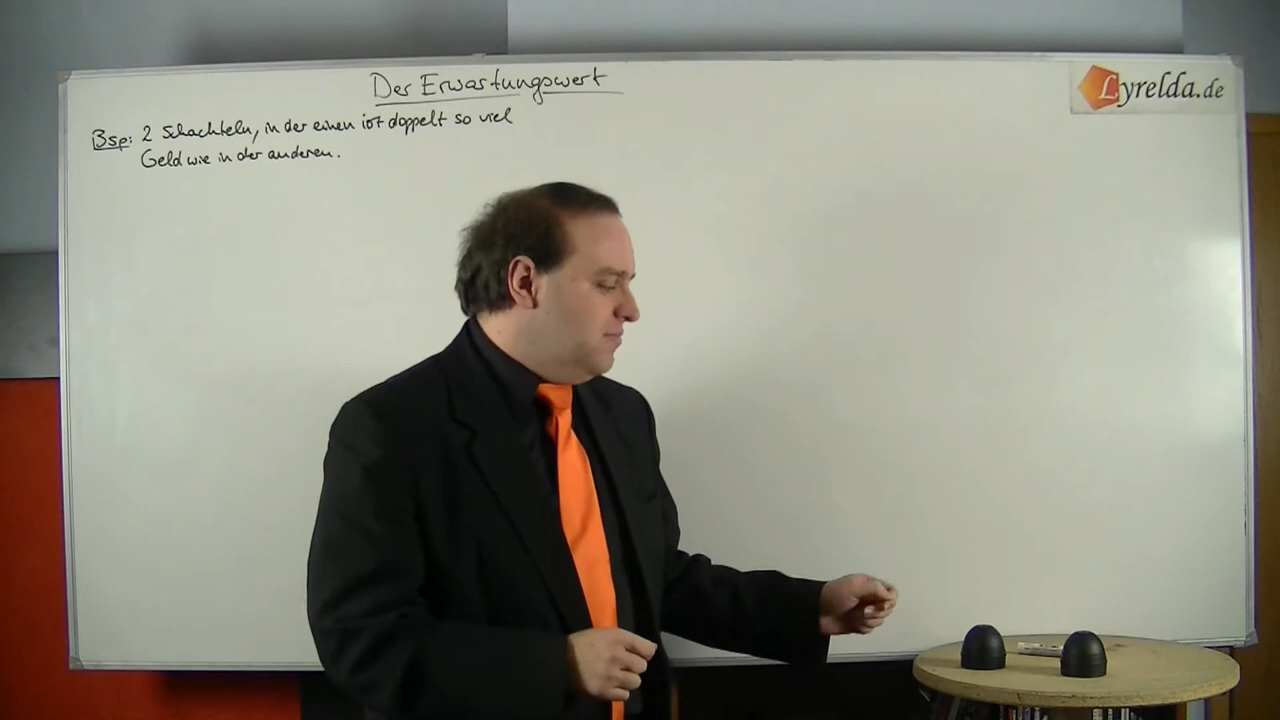 Der Erwartungswert
Lyrelda.de
Bsp: 2 Schachteln, in der einen ist doppelt so viel
Geld wie in der anderen.